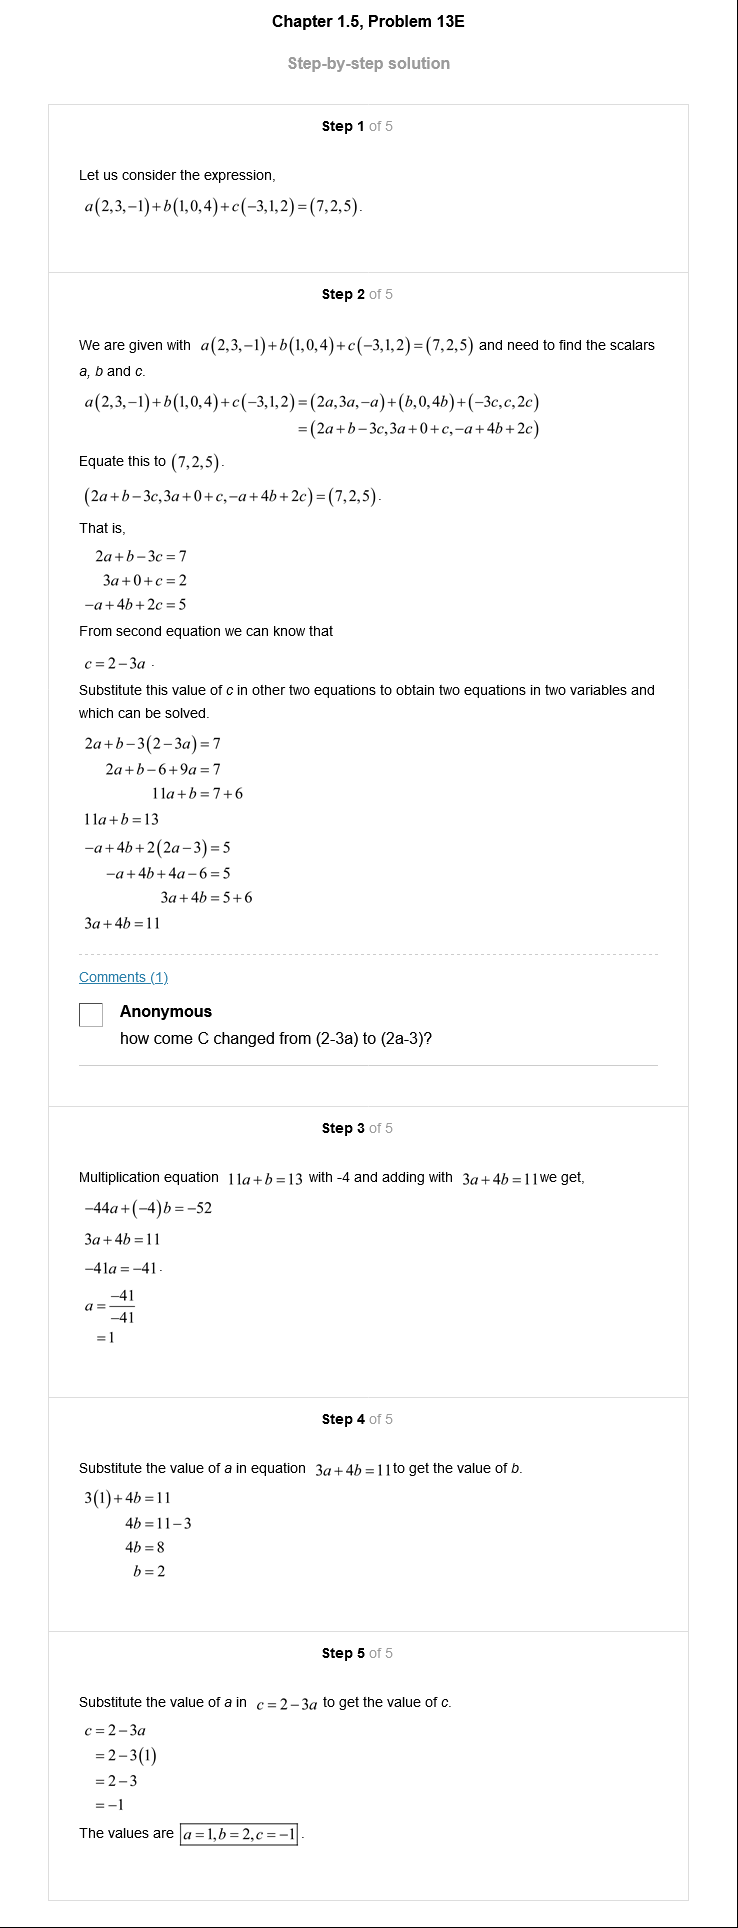 Chapter 1.5, Problem 13E
Step-by-step solution
Step 1 of 5
Let us consider the expression,
a(2,3,−1)+b(1,0,4)+c(−3,1,2)=(7,2,5).
Step 2 of 5
We are given with a(2,3,−1)+b(1,0,4)+c(−3,1,2)=(7,2,5) and need to find the scalars
a, b and c.
a(2,3,−1)+b(1,0,4)+c(−3,1,2)=(2a,3a,−a)+(b,0,4b)+(−3c,c,2c)
=(2a+b−3c,3a+0+c,−a+4b+2c)
Equate this to (7,2,5).
(2a+b−3c,3a+0+c,−a+4b+2c)=(7,2,5).
That is,
2a+b−3c=7
3a+0+c=2
−a+4b+2c=5
From second equation we can know that
c=2−3a .
Substitute this value of c in other two equations to obtain two equations in two variables and
which can be solved.
2a+b−3(2−3a)=7
2a+b−6+9a=7
11a+b=7+6
11a+b=13
−a+4b+2(2a−3)=5
−a+4b+4a−6=5
3a+4b=5+6
3a+4b=11
Comments (1)
Anonymous
how come C changed from (2-3a) to (2a-3)?
Step 3 of 5
Multiplication equation 11a+b=13 with -4 and adding with 3a+4b=11 we get,
−44a+(−4)b=−52
3a+4b=11
−41a=−41.
a=−41/−41
=1
Step 4 of 5
Substitute the value of a in equation 3a+4b=11 to get the value of b.
3(1)+4b=11
4b=11−3
4b=8
b=2
Step 5 of 5
Substitute the value of a in c=2−3a to get the value of c.
c=2−3a
=2−3(1)
=2−3
=−1
The values are a=1,b=2,c=−1.